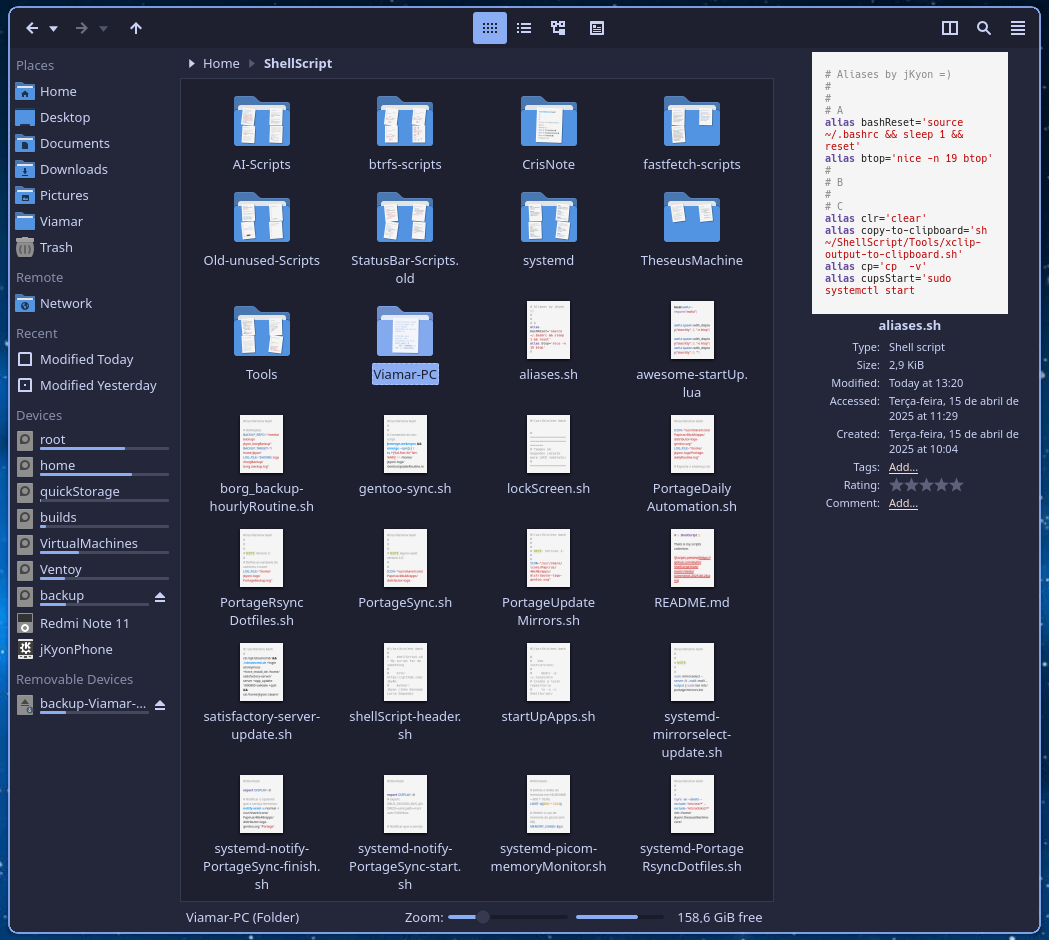 Places
Home
Desktop
Documents
Downloads
Pictures
Viamar
Trash
Remote
Network
Recent
Modified Today
Modified Yesterday
Devices
root
home
quickStorage
builds
VirtualMachines
Ventoy
backup
Redmi Note 11
jKyonPhone
Removable Devices
backup-Viamar-...
Home ShellScript
AI-Scripts
btrfs-scripts
CrisNote
fastfetch-scripts
Old-unused-Scripts
StatusBar-Scripts.
old
systemd
TheseusMachine
Tools
Viamar-PC
aliases.sh
awesome-startUp.
lua
borg_backup-
hourlyRoutine.sh
gentoo-sync.sh
lockScreen.sh
PortageDaily
Automation.sh
PortageRsync
Dotfiles.sh
PortageSync.sh
PortageUpdate
Mirrors.sh
README.md
satisfactory-server-
update.sh
shellScript-header.
sh
startUpApps.sh
systemd-
mirrorselect-
update.sh
systemd-notify-
PortageSync-finish.
sh
systemd-notify-
PortageSync-start.
sh
systemd-picom-
memoryMonitor.sh
systemd-Portage
RsyncDotfiles.sh
Viamar-PC (Folder)
Zoom:
158,6 GiB free
# Aliases by jKyon =)
#
#
# A
alias bashReset='source
~/.bashrc && sleep 1 &&
reset'
alias btop='nice -n 19 btop'
#
# B
#
# C
alias clr='clear'
alias copy-to-clipboard='sh
~/ShellScript/Tools/xclip-
output-to-clipboard.sh'
alias cp='cp  -v'
alias cupsStart='sudo
systemctl start
aliases.sh
Type: Shell script
Size: 2,9 KiB
Modified: Today at 13:20
Accessed: Terça-feira, 15 de abril de
2025 at 11:29
Created: Terça-feira, 15 de abril de
2025 at 10:04
Tags: Add...
Rating:
Comment: Add...